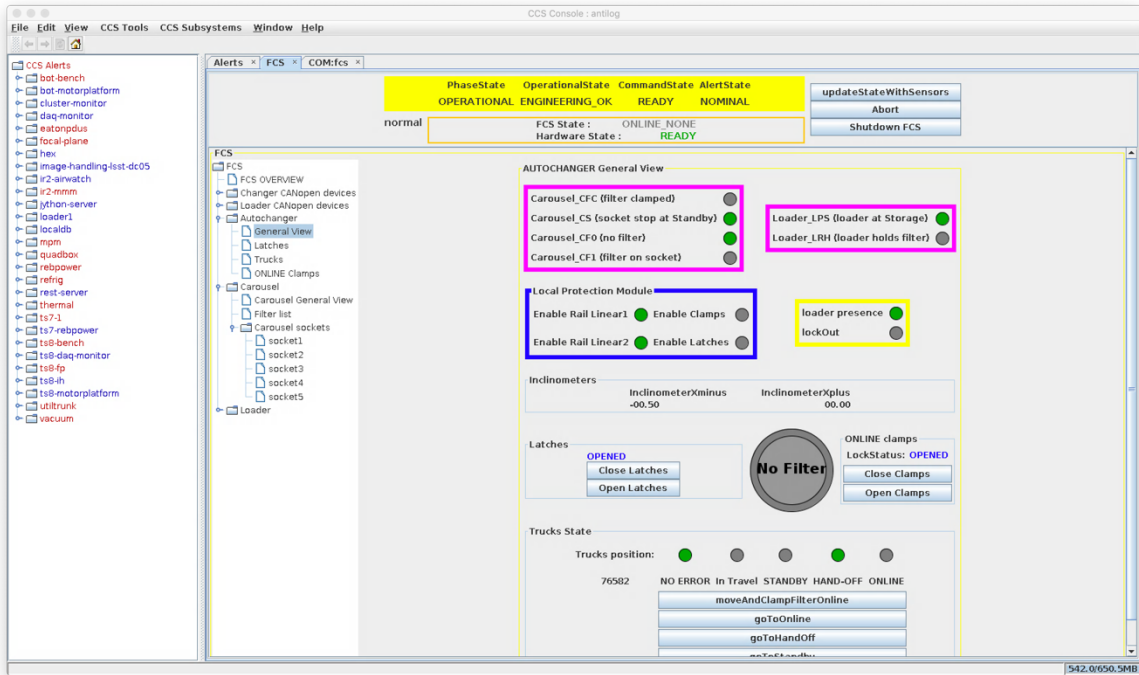 CCS Console : antilog
File Edit View CCS Tools CCS Subsystems Window Help
CCS Alerts
bot-bench
bot-motorplatform
cluster-monitor
daq-monitor
eatonpdus
focal-plane
hex
image-handling-lsst-dc05
ir2-airwatch
ir2-mmm
jython-server
loader1
localdb
mpm
quadbox
rebpower
refrig
rest-server
thermal
ts7-1
ts7-rebpower
ts8-bench
ts8-daq-monitor
ts8-fp
ts8-ih
ts8-motorplatform
utiltrunk
vacuum
Alerts × FCS × COM:fcs ×
PhaseState OperationalState CommandState AlertState
OPERATIONAL ENGINEERING_OK READY NOMINAL
normal
FCS State : ONLINE_NONE
Hardware State : READY
updateStateWithSensors
Abort
Shutdown FCS
FCS
FCS
FCS OVERVIEW
Changer CANopen devices
Loader CANopen devices
Autochanger
General View
Latches
Trucks
ONLINE Clamps
Carousel
Carousel General View
Filter list
Carousel sockets
socket1
socket2
socket3
socket4
socket5
Loader
AUTOCHANGER General View
Carousel_CFC (filter clamped)
Carousel_CS (socket stop at Standby)
Carousel_CF0 (no filter)
Carousel_CF1 (filter on socket)
Loader_LPS (loader at Storage)
Loader_LRH (loader holds filter)
Local Protection Module
Enable Rail Linear1 Enable Clamps
Enable Rail Linear2 Enable Latches
loader presence
lockOut
Inclinometers
InclinometerXminus InclinometerXplus
-00.50 00.00
Latches
OPENED
Close Latches
Open Latches
No Filter
ONLINE clamps
LockStatus: OPENED
Close Clamps
Open Clamps
Trucks State
Trucks position:
76582 NO ERROR In Travel STANDBY HAND-OFF ONLINE
moveAndClampFilterOnline
goToOnline
goToHandOff
goToStandby
542.0/650.5MB